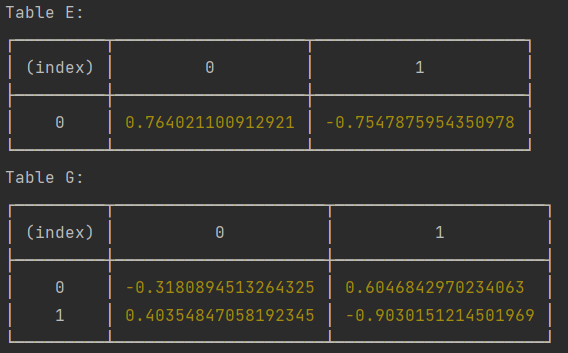 Table E:
(index) 0 1
0 0.764021100912921 -0.7547875954350978
Table G:
(index) 0 1
0 -0.3180894513264325 0.6046842970234063
1 0.40354847058192345 -0.9030151214501969